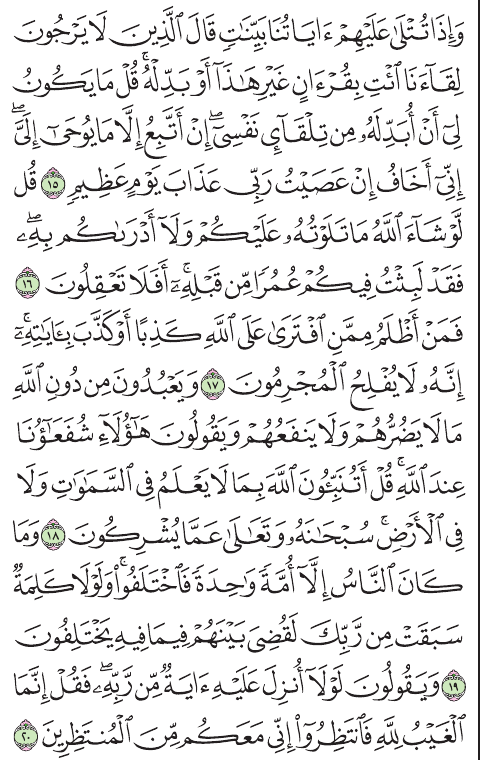 وَإِذَا تُتۡلَىٰ عَلَيۡهِمۡ ءَايَاتُنَا بَيِّنَٰتٖ قَالَ ٱلَّذِينَ لَا يَرۡجُونَ
لِقَآءَنَا ٱئۡتِ بِقُرۡءَانٍ غَيۡرِ هَٰذَآ أَوۡ بَدِّلۡهُۚ قُلۡ مَا يَكُونُ
لِيٓ أَنۡ أُبَدِّلَهُۥ مِن تِلۡقَآيِٕ نَفۡسِيٓۖ إِنۡ أَتَّبِعُ إِلَّا مَا يُوحَىٰٓ إِلَيَّۖ
إِنِّيٓ أَخَافُ إِنۡ عَصَيۡتُ رَبِّي عَذَابَ يَوۡمٍ عَظِيمٖ ١٥ قُل
لَّوۡ شَآءَ ٱللَّهُ مَا تَلَوۡتُهُۥ عَلَيۡكُمۡ وَلَآ أَدۡرَىٰكُم بِهِۦۖ
فَقَدۡ لَبِثۡتُ فِيكُمۡ عُمُرٗا مِّن قَبۡلِهِۦٓۚ أَفَلَا تَعۡقِلُونَ ١٦
فَمَنۡ أَظۡلَمُ مِمَّنِ ٱفۡتَرَىٰ عَلَى ٱللَّهِ كَذِبًا أَوۡ كَذَّبَ بِـَٔايَٰتِهِۦٓۚ
إِنَّهُۥ لَا يُفۡلِحُ ٱلۡمُجۡرِمُونَ ١٧ وَيَعۡبُدُونَ مِن دُونِ ٱللَّهِ
مَا لَا يَضُرُّهُمۡ وَلَا يَنفَعُهُمۡ وَيَقُولُونَ هَٰٓؤُلَآءِ شُفَعَٰٓؤُنَا
عِندَ ٱللَّهِۚ قُلۡ أَتُنَبِّـُٔونَ ٱللَّهَ بِمَا لَا يَعۡلَمُ فِي ٱلسَّمَٰوَٰتِ وَلَا
فِي ٱلۡأَرۡضِۚ سُبۡحَٰنَهُۥ وَتَعَٰلَىٰ عَمَّا يُشۡرِكُونَ ١٨ وَمَا
كَانَ ٱلنَّاسُ إِلَّآ أُمَّةٗ وَٰحِدَةٗ فَٱخۡتَلَفُواْۚ وَلَوۡلَا كَلِمَةٞ
سَبَقَتۡ مِن رَّبِّكَ لَقُضِيَ بَيۡنَهُمۡ فِيمَا فِيهِ يَخۡتَلِفُونَ
١٩ وَيَقُولُونَ لَوۡلَآ أُنزِلَ عَلَيۡهِ ءَايَةٞ مِّن رَّبِّهِۦۖ فَقُلۡ إِنَّمَا
ٱلۡغَيۡبُ لِلَّهِ فَٱنتَظِرُوٓاْ إِنِّي مَعَكُم مِّنَ ٱلۡمُنتَظِرِينَ ٢٠